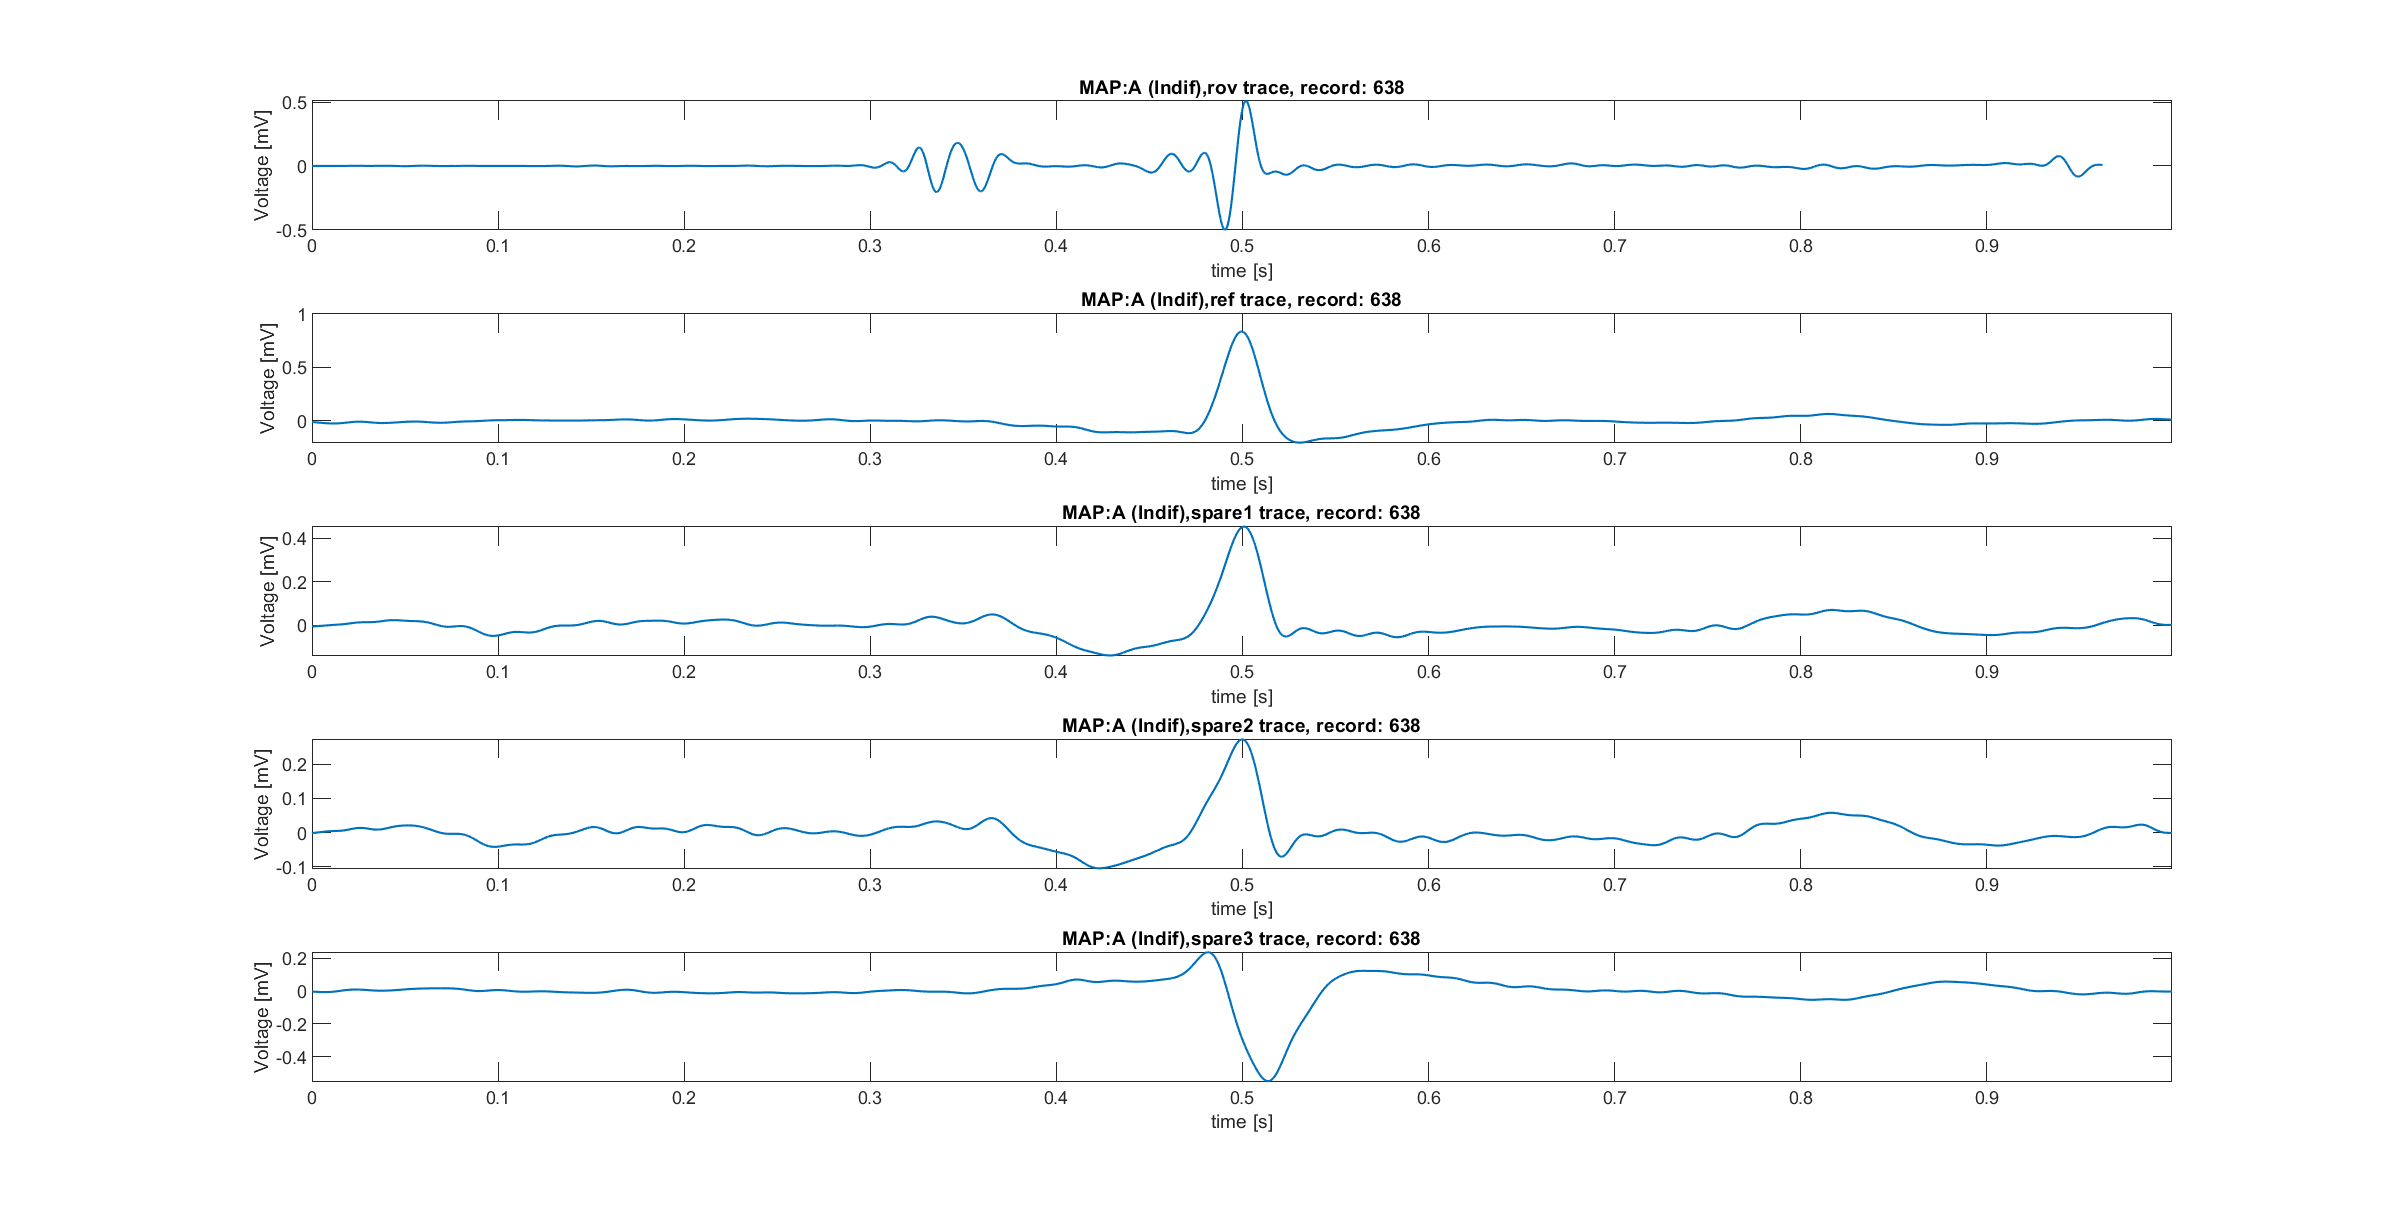 MAP:A (Indif),rov trace, record: 638
Voltage [mV]
0.5
0
-0.5
0 0.1 0.2 0.3 0.4 0.5 0.6 0.7 0.8 0.9
time [s]
MAP:A (Indif),ref trace, record: 638
Voltage [mV]
1
0.5
0
0 0.1 0.2 0.3 0.4 0.5 0.6 0.7 0.8 0.9
time [s]
MAP:A (Indif),spare1 trace, record: 638
Voltage [mV]
0.4
0.2
0
0 0.1 0.2 0.3 0.4 0.5 0.6 0.7 0.8 0.9
time [s]
MAP:A (Indif),spare2 trace, record: 638
Voltage [mV]
0.2
0.1
0
-0.1
0 0.1 0.2 0.3 0.4 0.5 0.6 0.7 0.8 0.9
time [s]
MAP:A (Indif),spare3 trace, record: 638
Voltage [mV]
0.2
0
-0.2
-0.4
0 0.1 0.2 0.3 0.4 0.5 0.6 0.7 0.8 0.9
time [s]